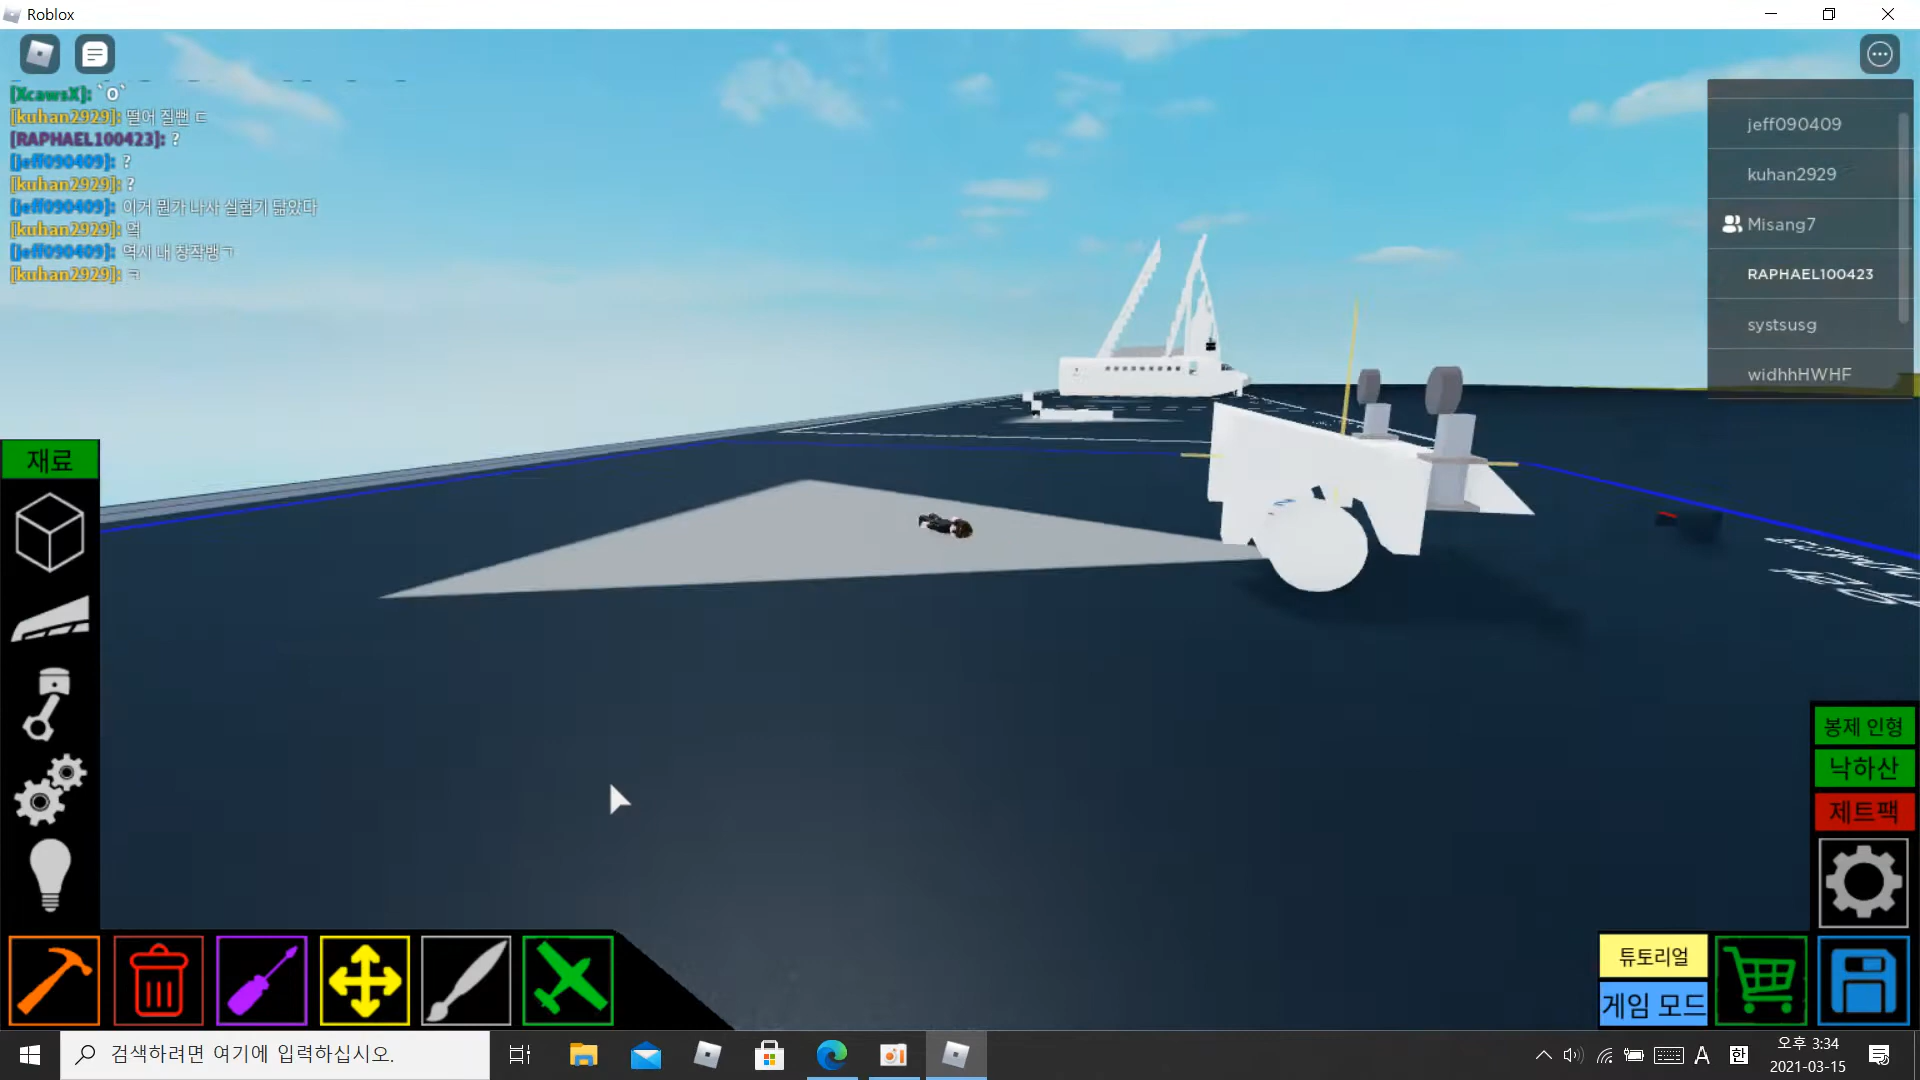 Roblox
[XcawsX]: `O`
[kuhan2929]: 떨어 질뻔 ㄷ
[RAPHAEL100423]: ?
[jeff090409]: ?
[kuhan2929]: ?
[jeff090409]: 이거 뭔가 나사 실험기 닮았다
[kuhan2929]: 엌
[jeff090409]: 역시 내 창작뱅ㄱ
[kuhan2929]: ㅋ
jeff090409
kuhan2929
Misang7
RAPHAEL100423
systsusg
widhhHWHF
재료
봉제 인형
낙하산
제트팩
튜토리얼
게임 모드
검색하려면 여기에 입력하십시오.
A
한
오후 3:34
2021-03-15